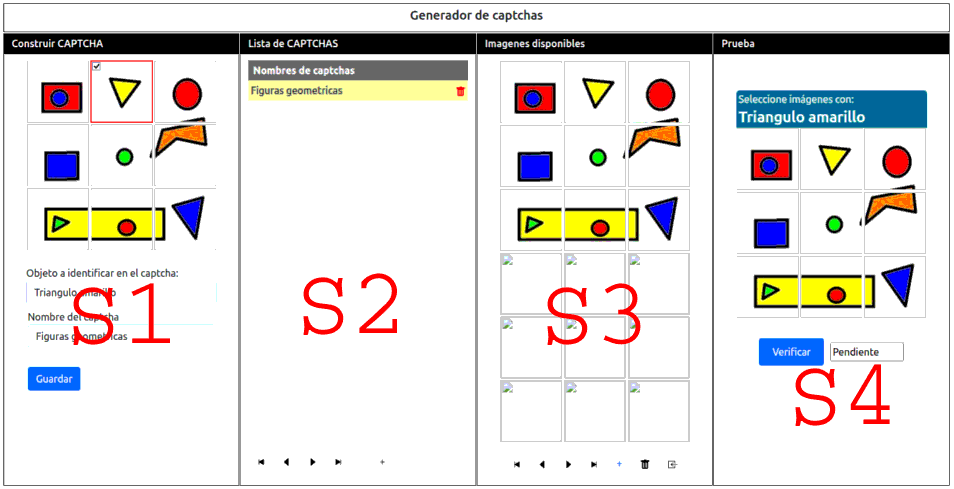 Generador de captchas
Construir CAPTCHA
Objeto a identificar en el captcha:
Triangulo amarillo
Nombre del captcha
Figuras geometricas
Guardar
S1
Lista de CAPTCHAS
Nombres de captchas
Figuras geometricas
S2
Imagenes disponibles
S3
Prueba
Seleccione imágenes con:
Triangulo amarillo
Verificar
Pendiente
S4